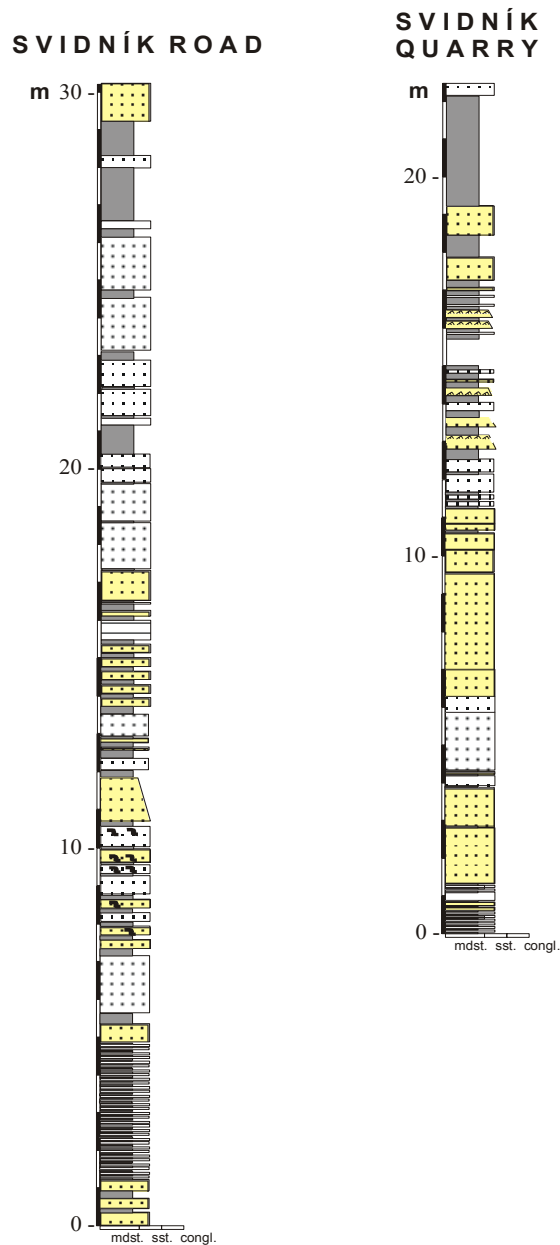 SVIDNÍK ROAD
SVIDNÍK
QUARRY
m 30 -
20 -
10 -
0 -
mdst. sst. congl.
m
20 -
10 -
0 -
mdst. sst. congl.